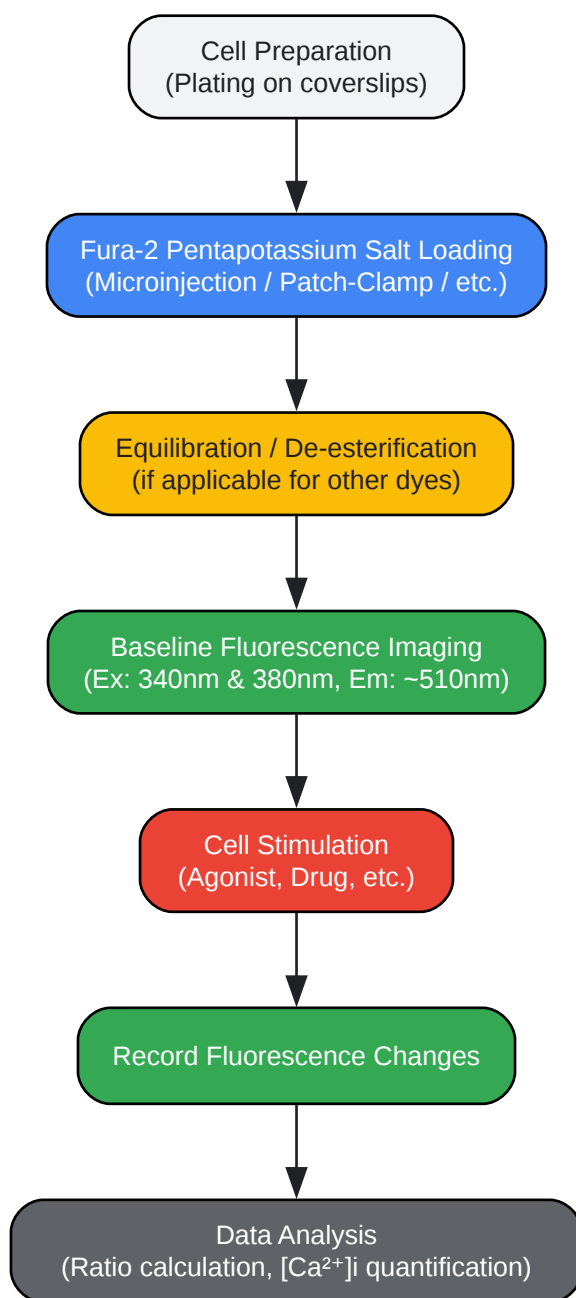 Cell Preparation
(Plating on coverslips)
Fura-2 Pentapotassium Salt Loading
(Microinjection / Patch-Clamp / etc.)
Equilibration / De-esterification
(if applicable for other dyes)
Baseline Fluorescence Imaging
(Ex: 340nm & 380nm, Em: ~510nm)
Cell Stimulation
(Agonist, Drug, etc.)
Record Fluorescence Changes
Data Analysis
(Ratio calculation, [Ca²⁺]i quantification)